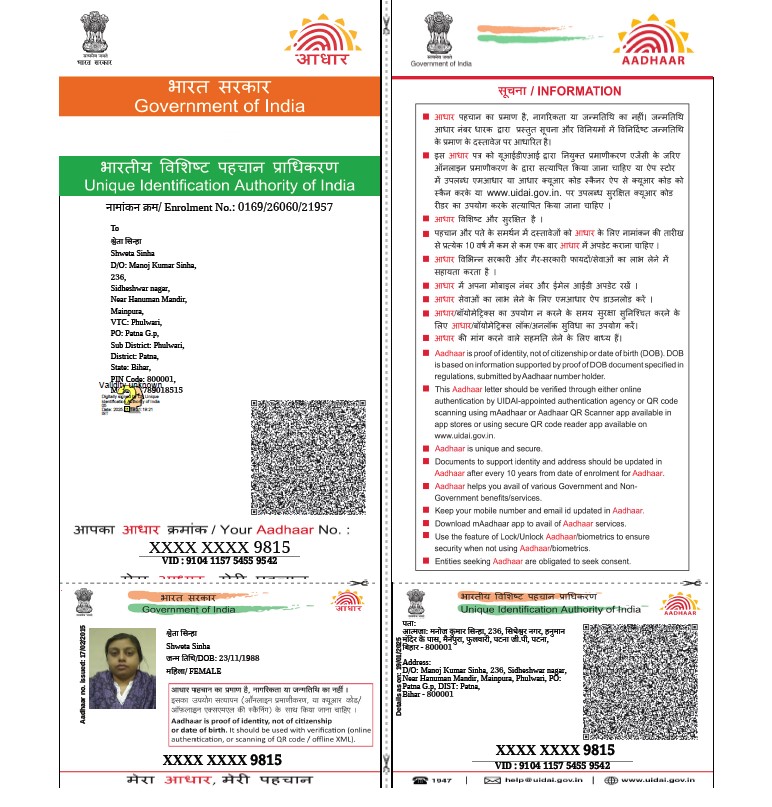 सत्यमेव जयते
भारत सरकार
आधार
भारत सरकार
Government of India
भारतीय विशिष्ट पहचान प्राधिकरण
Unique Identification Authority of India
नामांकन क्रम/ Enrolment No.: 0169/26060/21957
To
श्वेता सिन्हा
Shweta Sinha
D/O: Manoj Kumar Sinha,
236,
Sidheshwar nagar,
Near Hanuman Mandir,
Mainpura,
VTC: Phulwari,
PO: Patna G.p,
Sub District: Phulwari,
District: Patna,
State: Bihar,
PIN Code: 800001,
789018515
Validity unknown
Digitally signed by
Identification Authority of India
आपका आधार क्रमांक / Your Aadhaar No. :
XXXX XXXX 9815
VID : 9104 1157 5455 9542
मेरा आधार, मेरी पहचान
सत्यमेव जयते
Government of India
AADHAAR
सूचना / INFORMATION
आधार पहचान का प्रमाण है, नागरिकता या जन्मतिथि का नहीं। जन्मतिथि
आधार नंबर धारक द्वारा प्रस्तुत सूचना और विनियमों में विनिर्दिष्ट जन्मतिथि
के प्रमाण के दस्तावेज पर आधारित है।
इस आधार पत्र को यूआईडीएआई द्वारा नियुक्त प्रमाणीकरण एजेंसी के जरिए
ऑनलाइन प्रमाणीकरण के द्वारा सत्यापित किया जाना चाहिए या ऐप स्टोर
में उपलब्ध एमआधार या आधार क्यूआर कोड स्कैनर ऐप से क्यूआर कोड को
स्कैन करके या www.uidai.gov.in. पर उपलब्ध सुरक्षित क्यूआर कोड
रीडर का उपयोग करके सत्यापित किया जाना चाहिए ।
आधार विशिष्ट और सुरक्षित है ।
पहचान और पते के समर्थन में दस्तावेजों को आधार के लिए नामांकन की तारीख
से प्रत्येक 10 वर्ष में कम से कम एक बार आधार में अपडेट कराना चाहिए ।
आधार विभिन्न सरकारी और गैर-सरकारी फायदों/सेवाओं का लाभ लेने में
सहायता करता है ।
आधार में अपना मोबाइल नंबर और ईमेल आईडी अपडेट रखें ।
आधार सेवाओं का लाभ लेने के लिए एमआधार ऐप डाउनलोड करें ।
आधार/बॉयोमेट्रिक्स का उपयोग न करने के समय सुरक्षा सुनिश्चित करने के
लिए आधार/बॉयोमेट्रिक्स लॉक/अनलॉक सुविधा का उपयोग करें।
आधार की मांग करने वाले सहमति लेने के लिए बाध्य हैं।
Aadhaar is proof of identity, not of citizenship or date of birth (DOB). DOB
is based on information supported by proof of DOB document specified in
regulations, submitted by Aadhaar number holder.
This Aadhaar letter should be verified through either online
authentication by UIDAI-appointed authentication agency or QR code
scanning using mAadhaar or Aadhaar QR Scanner app available in
app stores or using secure QR code reader app available on
www.uidai.gov.in.
Aadhaar is unique and secure.
Documents to support identity and address should be updated in
Aadhaar after every 10 years from date of enrolment for Aadhaar.
Aadhaar helps you avail of various Government and Non-
Government benefits/services.
Keep your mobile number and email id updated in Aadhaar.
Download mAadhaar app to avail of Aadhaar services.
Use the feature of Lock/Unlock Aadhaar/biometrics to ensure
security when not using Aadhaar/biometrics.
Entities seeking Aadhaar are obligated to seek consent.
भारत सरकार
Government of India
आधार
Aadhaar no. issued: 17/02/2015
श्वेता सिन्हा
Shweta Sinha
जन्म तिथि/DOB: 23/11/1988
महिला/ FEMALE
आधार पहचान का प्रमाण है, नागरिकता या जन्मतिथि का नहीं ।
इसका उपयोग सत्यापन (ऑनलाइन प्रमाणीकरण, या क्यूआर कोड/
ऑफ़लाइन एक्सएमएल की स्कैनिंग) के साथ किया जाना चाहिए ।
Aadhaar is proof of identity, not of citizenship
or date of birth. It should be used with verification (online
authentication, or scanning of QR code / offline XML).
XXXX XXXX 9815
मेरा आधार, मेरी पहचान
भारतीय विशिष्ट पहचान प्राधिकरण
Unique Identification Authority of India
AADHAAR
पता:
आत्मजा: मनोज कुमार सिन्हा, 236, सिधेश्वर नगर, हनुमान
मंदिर के पास, मैनपुरा, फुलवारी, पटना जी.पी, पटना,
बिहार - 800001
Address:
D/O: Manoj Kumar Sinha, 236, Sidheshwar nagar,
Near Hanuman Mandir, Mainpura, Phulwari, PO:
Patna G.p, DIST: Patna,
Bihar - 800001
XXXX XXXX 9815
VID : 9104 1157 5455 9542
1947 | help@uidai.gov.in | www.uidai.gov.in